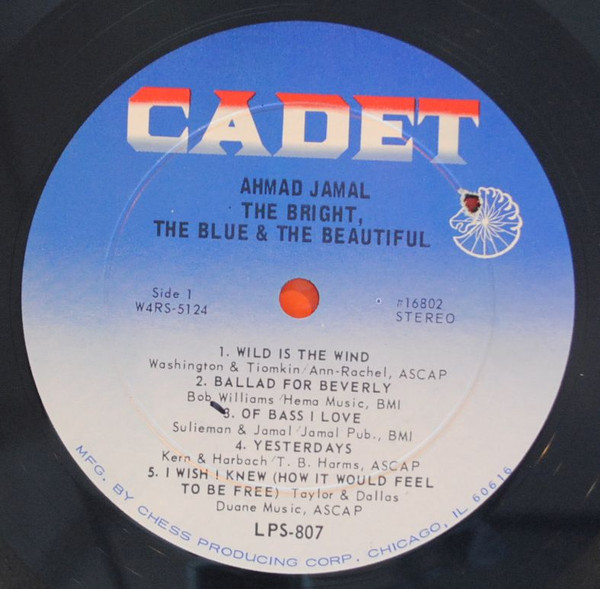 CADET
AHMAD JAMAL
THE BRIGHT,
THE BLUE & THE BEAUTIFUL
Side 1
W4RS-5124
#16802
STEREO
1. WILD IS THE WIND
Washington & Tiomkin/Ann-Rachel, ASCAP
2. BALLAD FOR BEVERLY
Bob Williams/Hema Music, BMI
3. OF BASS I LOVE
Sulieman & Jamal/Jamal Pub., BMI
4. YESTERDAYS
Kern & Harbach/T. B. Harms, ASCAP
5. I WISH I KNEW (HOW IT WOULD FEEL
TO BE FREE) Taylor & Dallas
Duane Music, ASCAP
LPS-807
MFG. BY CHESS PRODUCING CORP. CHICAGO, IL 60616